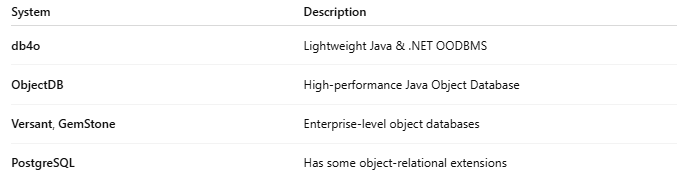 System Description
db4o Lightweight Java & .NET OODBMS
ObjectDB High-performance Java Object Database
Versant, GemStone Enterprise-level object databases
PostgreSQL Has some object-relational extensions